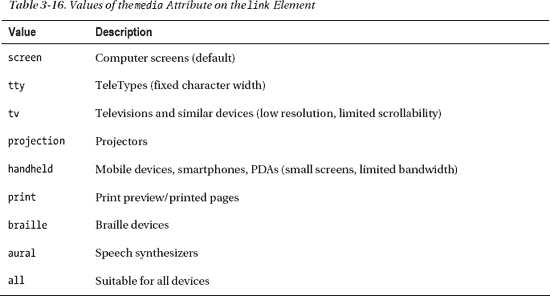 Table 3-16. Values of the media Attribute on the link Element
Value Description
screen Computer screens (default)
tty TeleTypes (fixed character width)
tv Televisions and similar devices (low resolution, limited scrollability)
projection Projectors
handheld Mobile devices, smartphones, PDAs (small screens, limited bandwidth)
print Print preview/printed pages
braille Braille devices
aural Speech synthesizers
all Suitable for all devices